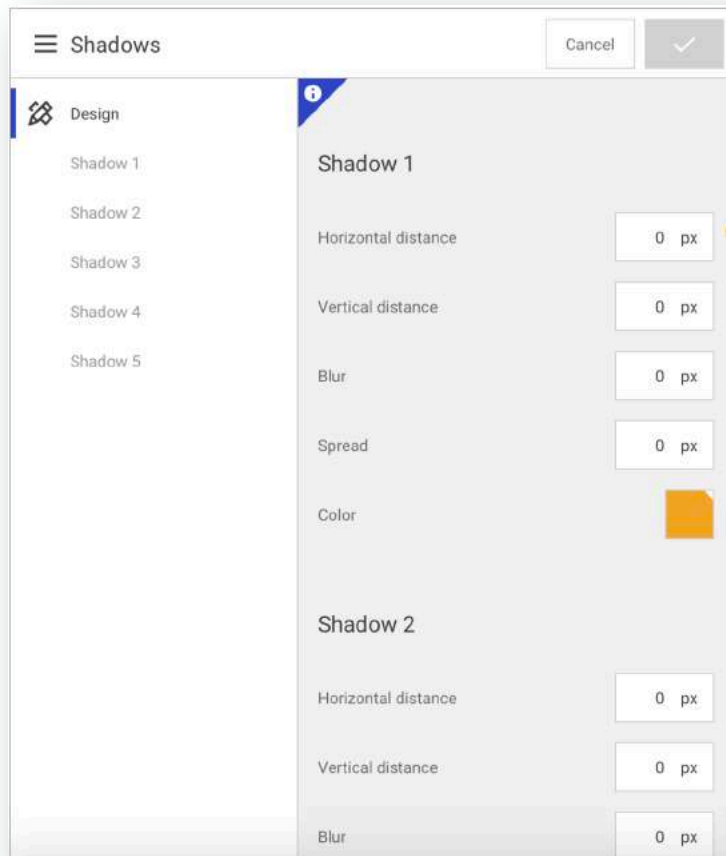 Shadows
Cancel
Design
Shadow 1
Shadow 2
Shadow 3
Shadow 4
Shadow 5
Shadow 1
Horizontal distance 0 px
Vertical distance 0 px
Blur 0 px
Spread 0 px
Color
Shadow 2
Horizontal distance 0 px
Vertical distance 0 px
Blur 0 px